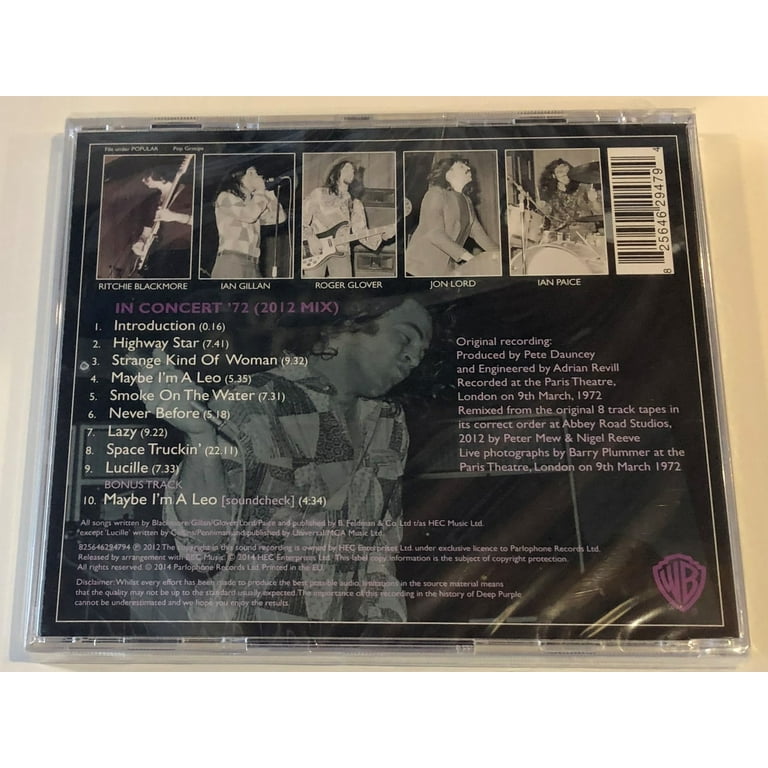 File under POPULAR Pop Groups
RITCHIE BLACKMORE
IAN GILLAN
ROGER GLOVER
JON LORD
IAN PAICE
8 25646 29479 4
IN CONCERT '72 (2012 MIX)
1. Introduction (0.16)
2. Highway Star (7.41)
3. Strange Kind Of Woman (9.32)
4. Maybe I'm A Leo (5.35)
5. Smoke On The Water (7.31)
6. Never Before (5.18)
7. Lazy (9.22)
8. Space Truckin' (22.11)
9. Lucille (7.33)
BONUS TRACK
10. Maybe I'm A Leo [soundcheck] (4:34)
Original recording:
Produced by Pete Dauncey
and Engineered by Adrian Revill
Recorded at the Paris Theatre,
London on 9th March, 1972
Remixed from the original 8 track tapes in
its correct order at Abbey Road Studios,
2012 by Peter Mew & Nigel Reeve
Live photographs by Barry Plummer at the
Paris Theatre, London on 9th March 1972
All songs written by Blackmore/Gillan/Glover/Lord/Paice and published by B. Feldman & Co. Ltd t/as HEC Music Ltd.
*except 'Lucille' written by Collins/Penniman and published by Universal/MCA Music Ltd.
825646294794 ℗ 2012 The copyright in this sound recording is owned by HEC Enterprises Ltd. under exclusive licence to Parlophone Records Ltd.
Released by arrangement with BBC Music © 2014 HEC Enterprises Ltd. This label copy information is the subject of copyright protection.
All rights reserved. © 2014 Parlophone Records Ltd. Printed in the EU.
Disclaimer: Whilst every effort has been made to produce the best possible audio, limitations in the source material means
that the quality may not be up to the standard usually expected. The importance of this recording in the history of Deep Purple
cannot be underestimated and we hope you enjoy the results.
WB